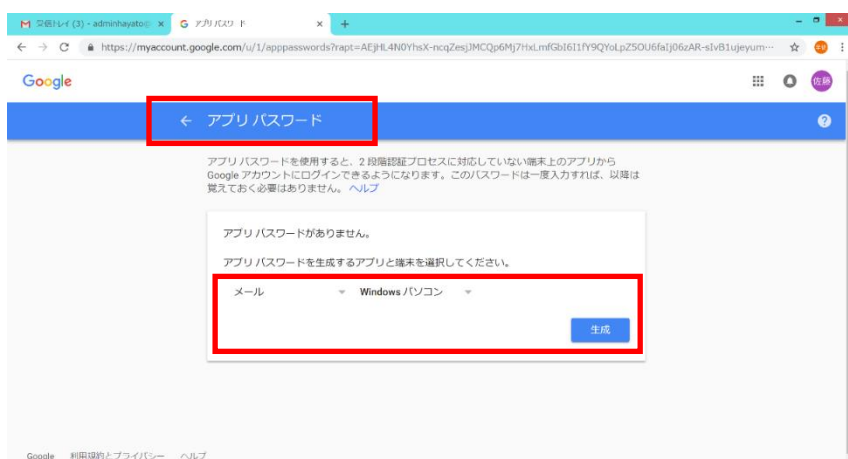 受信トレイ (3) - adminhayato@
アプリ パスワード
https://myaccount.google.com/u/1/apppasswords?rapt=
Google
佐藤
← アプリ パスワード
アプリ パスワードを使用すると、2 段階認証プロセスに対応していない端末上のアプリから
Google アカウントにログインできるようになります。このパスワードは一度入力すれば、以降は
覚えておく必要はありません。 ヘルプ
アプリ パスワードがありません。
アプリ パスワードを生成するアプリと端末を選択してください。
メール Windows パソコン
生成
Google 利用規約とプライバシー ヘルプ